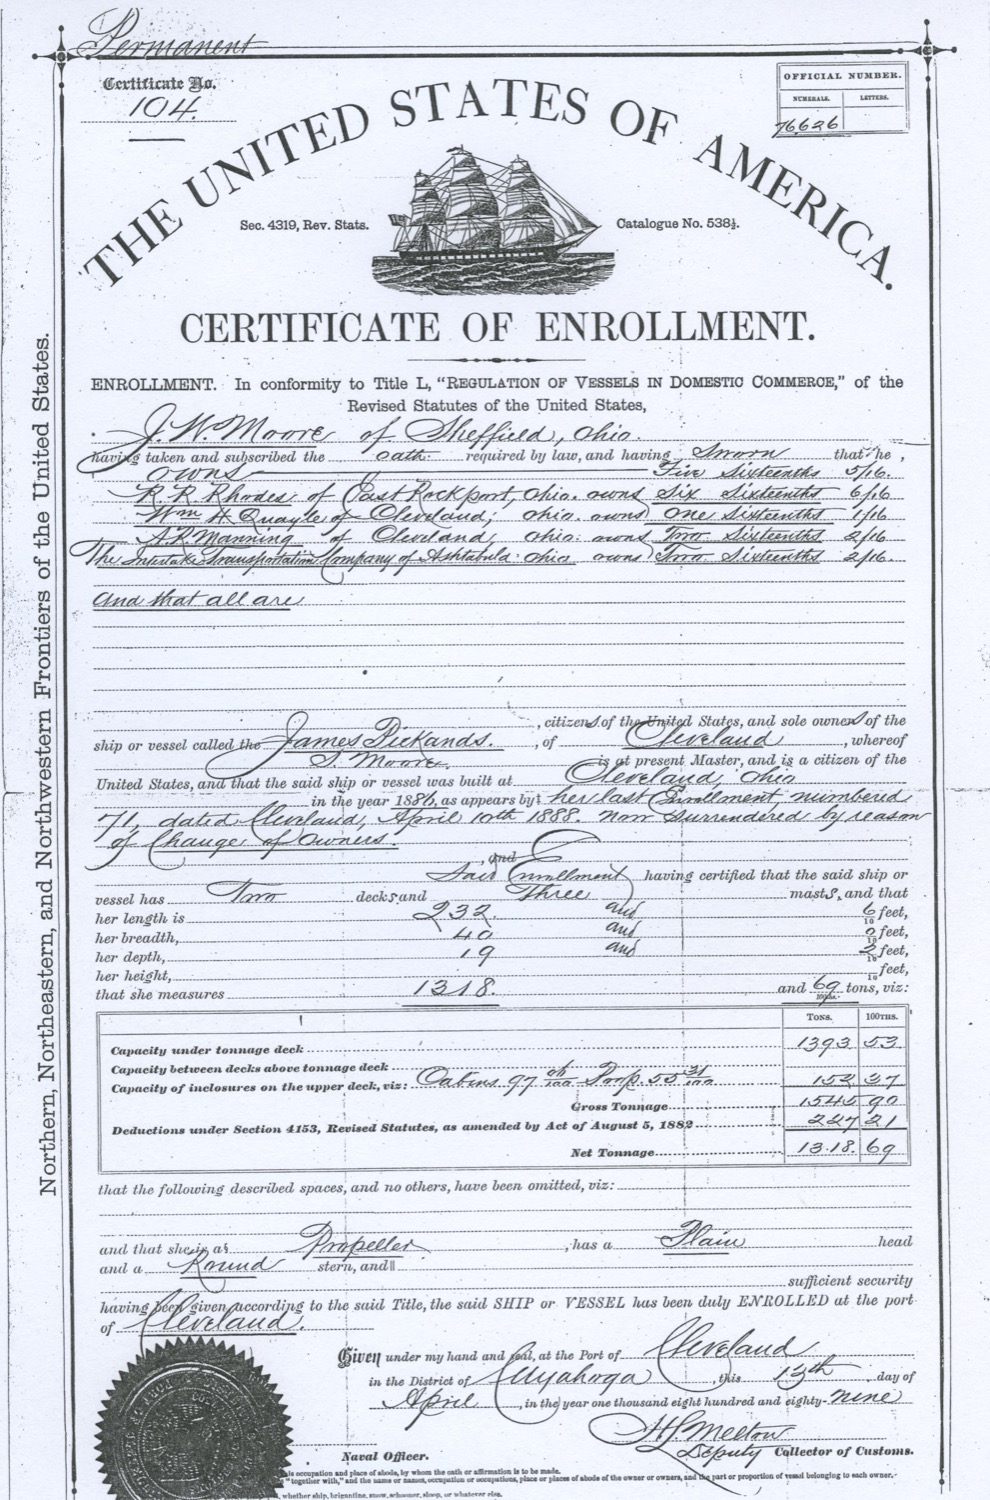 Permanent
Certificate No.
104.
OFFICIAL NUMBER.
NUMERALS. LETTERS.
76626
THE UNITED STATES OF AMERICA.
Sec. 4319, Rev. Stats. Catalogue No. 538½.
CERTIFICATE OF ENROLLMENT.
Northern, Northeastern, and Northwestern Frontiers of the United States.
ENROLLMENT. In conformity to Title L, "REGULATION OF VESSELS IN DOMESTIC COMMERCE," of the
Revised Statutes of the United States,
J. W. Moore of Sheffield, Ohio.
having taken and subscribed the oath required by law, and having Sworn that he,
owns Five Sixteenths 5/16.
R. R. Rhodes of East Rockport, Ohio. owns Six Sixteenths 6/16
Wm H Quayle of Cleveland; Ohio. owns One Sixteenths 1/16
A. P. Manning of Cleveland, Ohio: owns Two Sixteenths 2/16
The Interlake Transportation Company of Ashtabula Ohio owns Two Sixteenths 2/16.
And that all are
, citizens of the United States, and sole owners of the
ship or vessel called the James Pickands. , of Cleveland , whereof
S. Moore. is at present Master, and is a citizen of the
United States, and that the said ship or vessel was built at Cleveland Ohio
in the year 1886, as appears by her last Enrollment, numbered
71, dated Cleveland, April 10th 1888. now Surrendered by reason
of Change of Owners.
, and
Said Enrollment having certified that the said ship or
vessel has Two decks and Three masts, and that
her length is 232 and 6/10 feet,
her breadth, 40 and 2/10 feet,
her depth, 19 and 2/10 feet,
her height, /10 feet,
that she measures 1318. and 69/100ths. tons, viz:
TONS. 100THS.
Capacity under tonnage deck 1393 53
Capacity between decks above tonnage deck
Capacity of inclosures on the upper deck, viz: Cabins 97 06/100 Prop. 55 31/100 152 37
Gross Tonnage 1545 90
Deductions under Section 4153, Revised Statutes, as amended by Act of August 5, 1882 227 21
Net Tonnage 1318. 69
that the following described spaces, and no others, have been omitted, viz:
and that she is a Propeller , has a Plain head
and a Round stern, and
sufficient security
having been given according to the said Title, the said SHIP or VESSEL has been duly ENROLLED at the port
of Cleveland.
Given under my hand and seal, at the Port of Cleveland
in the District of Cuyahoga , this 13th day of
April , in the year one thousand eight hundred and eighty-nine
Naval Officer. Deputy Collector of Customs.
occupation and place of abode, by whom the oath or affirmation is to be made.
"together with," and the name or names, occupation or occupations, place or places of abode of the owner or owners, and the part or proportion of vessel belonging to each owner.
whether ship, brigantine, snow, schooner, sloop, or whatever else.